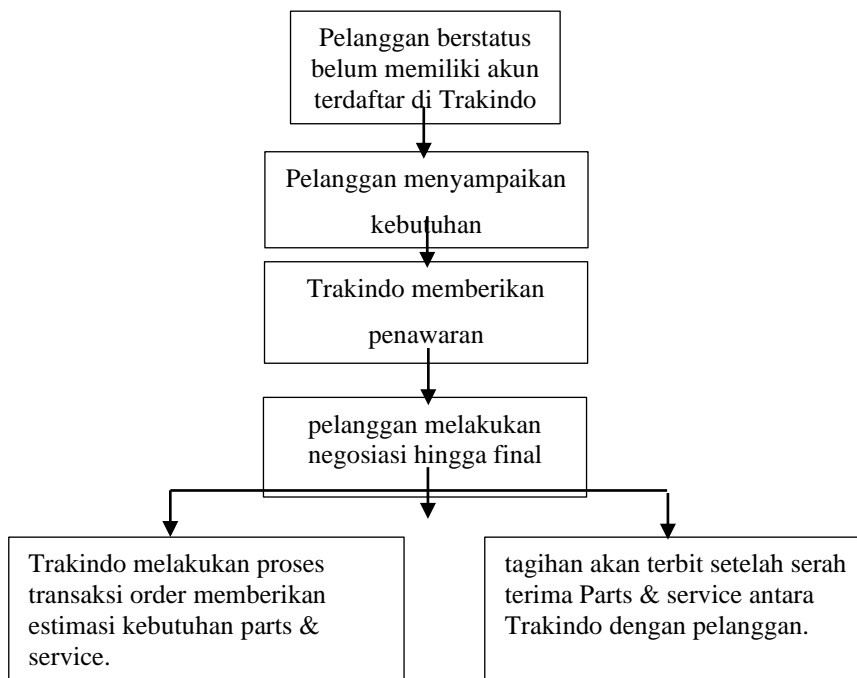 Pelanggan berstatus
belum memiliki akun
terdaftar di Trakindo
Pelanggan menyampaikan
kebutuhan
Trakindo memberikan
penawaran
pelanggan melakukan
negosiasi hingga final
Trakindo melakukan proses
transaksi order memberikan
estimasi kebutuhan parts &
service.
tagihan akan terbit setelah serah
terima Parts & service antara
Trakindo dengan pelanggan.